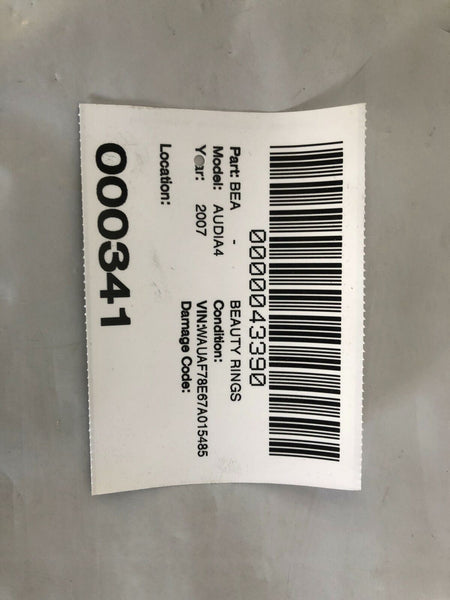 0000043390
Part: BEA - BEAUTY RINGS
Model: AUDIA4 Condition:
Year: 2007 VIN:WAUAF78E67A015485
Damage Code:
Location:
000341